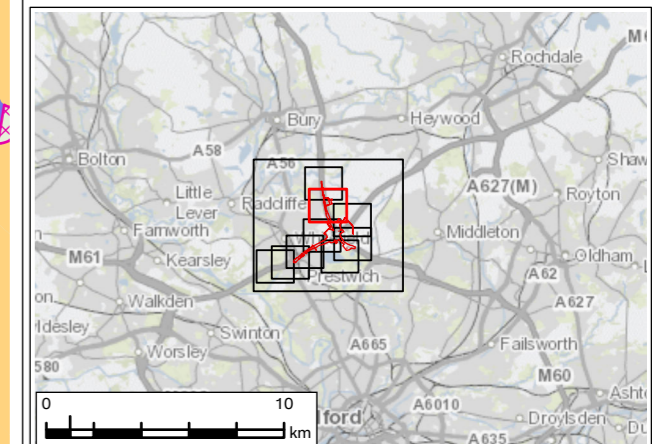 Rochdale
Bury
Heywood
Bolton
A58
A56
A627(M)
Shaw
Little
Lever
Radcliffe
Royton
Farnworth
Middleton
M61
Kearsley
Oldham
Prestwich
A62
Walkden
A627
Swinton
Worsley
A665
Failsworth
580
M60
0
10
km
A6010
Droylsden
A635